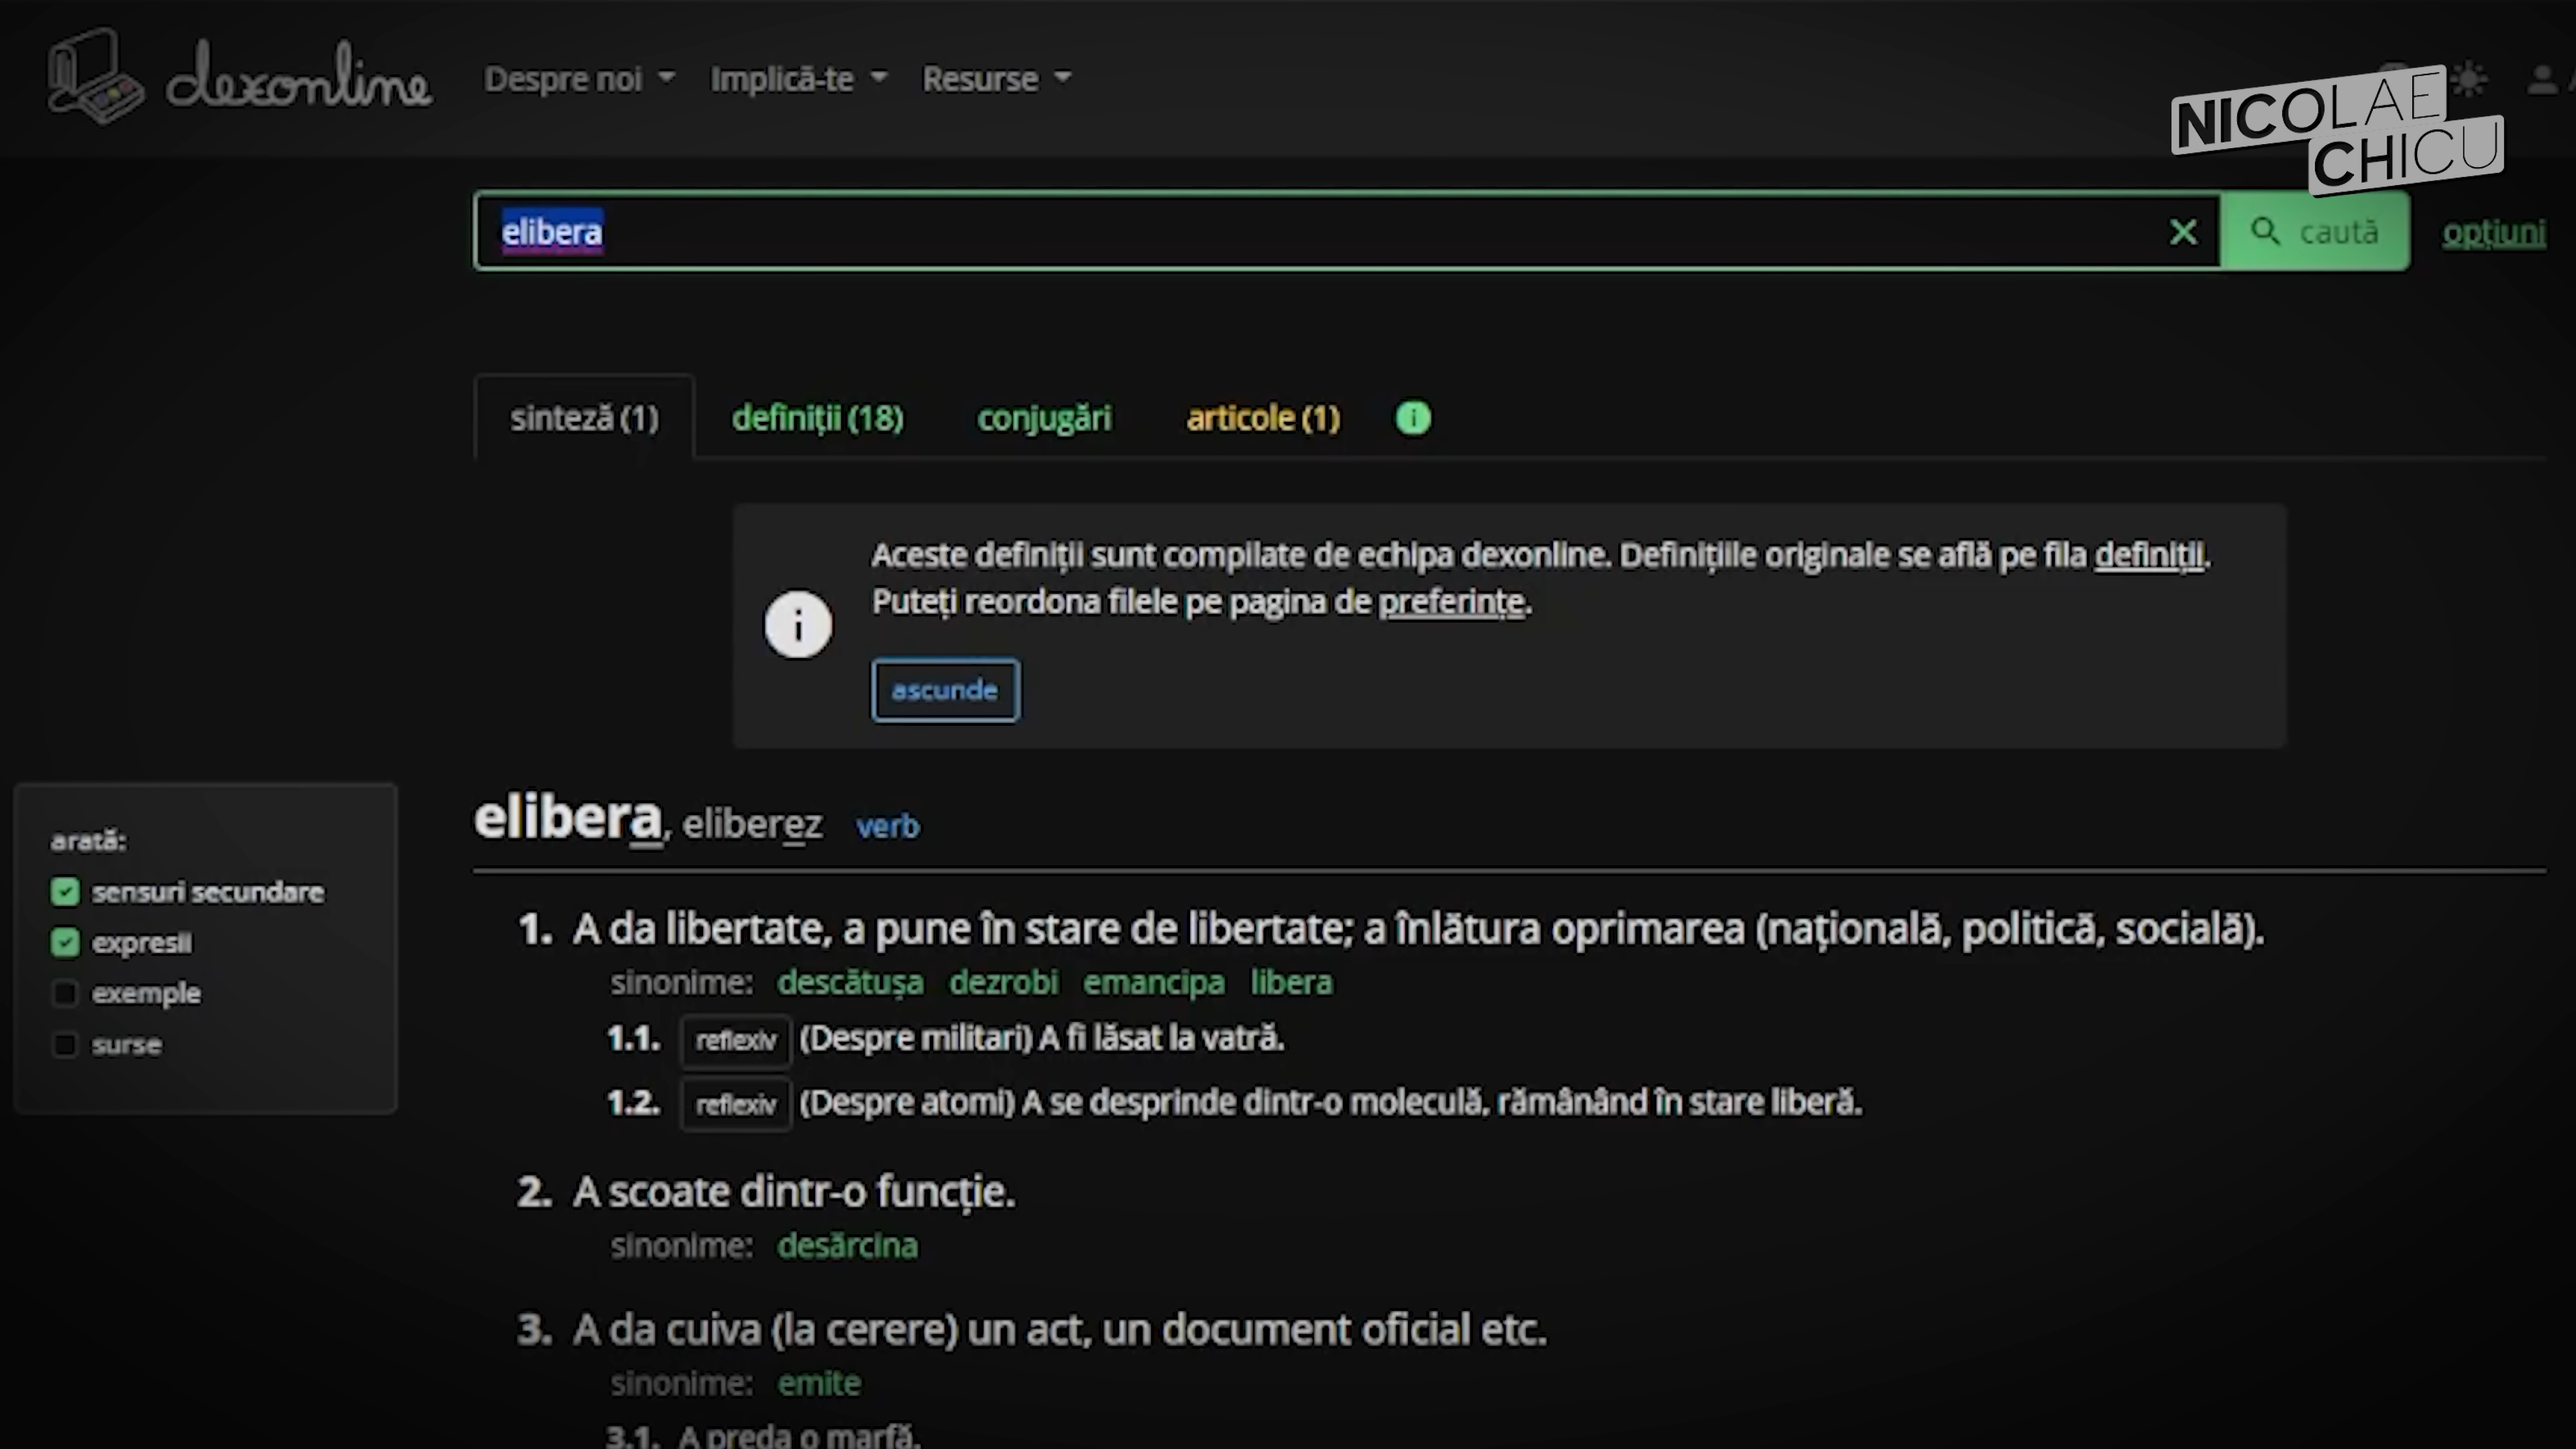 dexonline Despre noi Implică-te Resurse
NICOLAE
CHICU
elibera caută opțiuni
sinteză (1) definiții (18) conjugări articole (1)
Aceste definiții sunt compilate de echipa dexonline. Definițiile originale se află pe fila definiții.
Puteți reordona filele pe pagina de preferințe.
ascunde
arată:
sensuri secundare
expresii
exemple
surse
elibera, eliberez verb
1. A da libertate, a pune în stare de libertate; a înlătura oprimarea (națională, politică, socială).
sinonime: descătușa dezrobi emancipa libera
1.1. reflexiv (Despre militari) A fi lăsat la vatră.
1.2. reflexiv (Despre atomi) A se desprinde dintr-o moleculă, rămânând în stare liberă.
2. A scoate dintr-o funcție.
sinonime: desărcina
3. A da cuiva (la cerere) un act, un document oficial etc.
sinonime: emite
3.1. A preda o marfă.